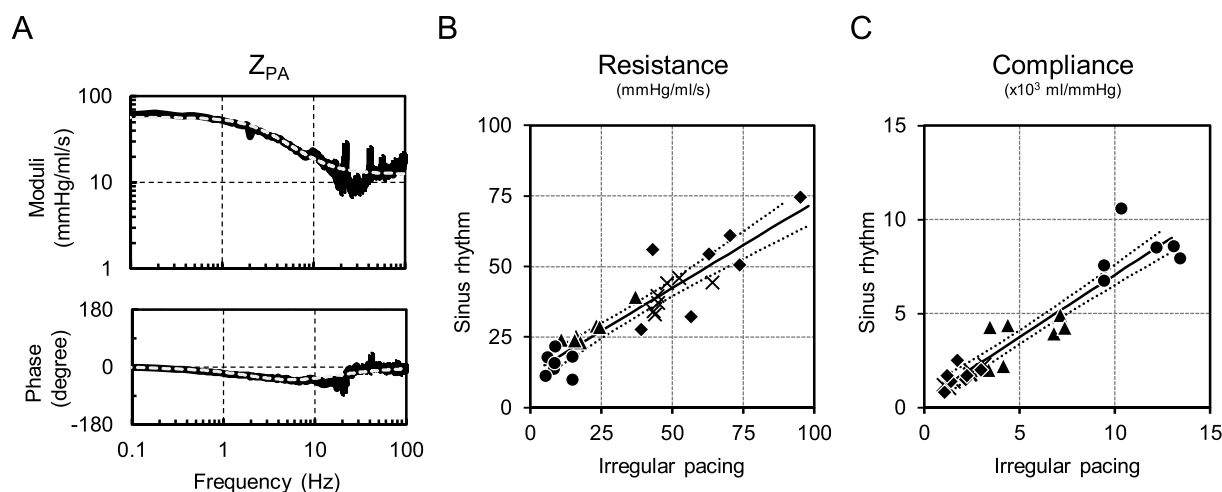 A
B
C
Z_PA
Resistance
(mmHg/ml/s)
Compliance
(x10³ ml/mmHg)
Moduli
(mmHg/ml/s)
100
10
1
Phase
(degree)
180
0
-180
0.1 1 10 100
Frequency (Hz)
Sinus rhythm
100
75
50
25
0
0 25 50 75 100
Irregular pacing
Sinus rhythm
15
10
5
0
0 5 10 15
Irregular pacing